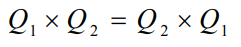 Q₁ × Q₂ = Q₂ × Q₁